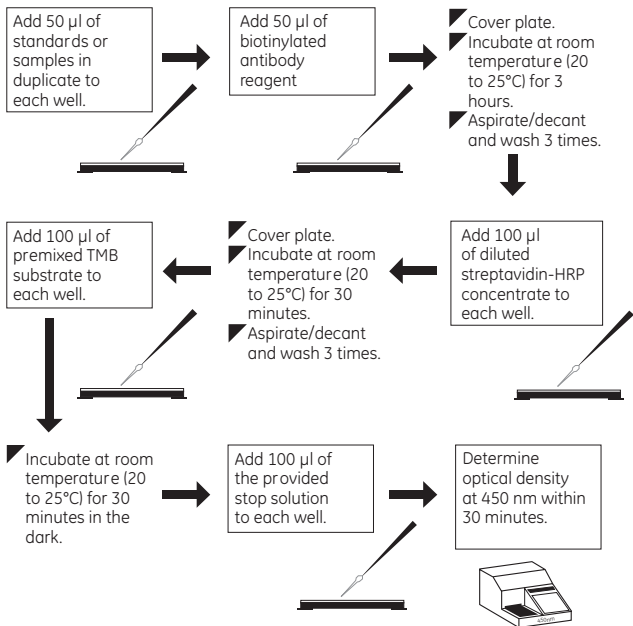 Add 50 µl of
standards or
samples in
duplicate to
each well.
Add 50 µl of
biotinylated
antibody
reagent
Cover plate.
Incubate at room
temperature (20
to 25°C) for 3
hours.
Aspirate/decant
and wash 3 times.
Add 100 µl
of diluted
streptavidin-HRP
concentrate to
each well.
Cover plate.
Incubate at room
temperature (20
to 25°C) for 30
minutes.
Aspirate/decant
and wash 3 times.
Add 100 µl of
premixed TMB
substrate to
each well.
Incubate at room
temperature (20
to 25°C) for 30
minutes in the
dark.
Add 100 µl of
the provided
stop solution
to each well.
Determine
optical density
at 450 nm within
30 minutes.
450nm